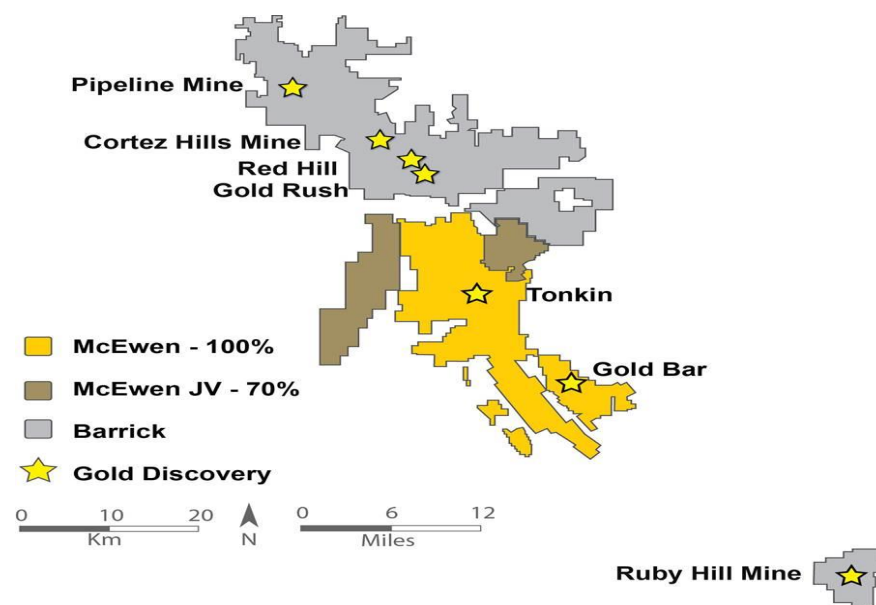 Pipeline Mine
Cortez Hills Mine
Red Hill
Gold Rush
Tonkin
McEwen - 100%
Gold Bar
McEwen JV - 70%
Barrick
Gold Discovery
0 10 20
Km
N
0 6 12
Miles
Ruby Hill Mine